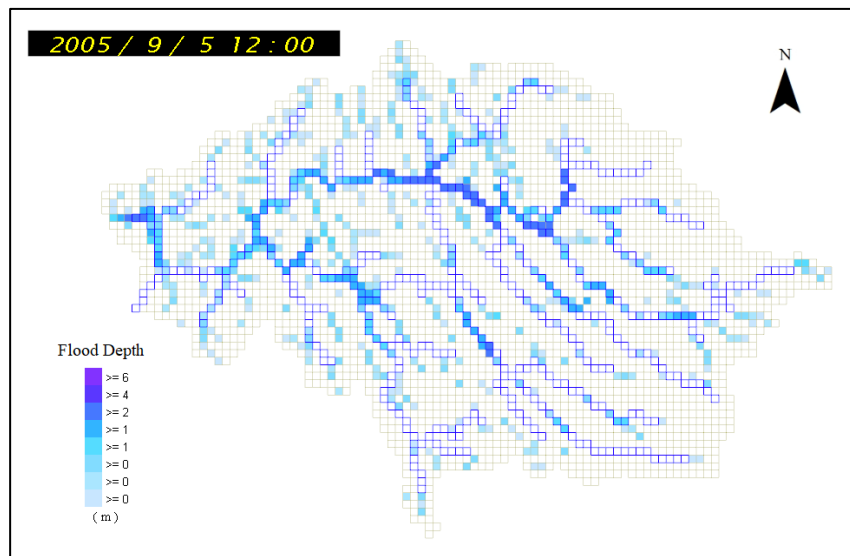 2005 / 9 / 5 12 : 00
N
Flood Depth
>= 6
>= 4
>= 2
>= 1
>= 1
>= 0
>= 0
>= 0
( m )